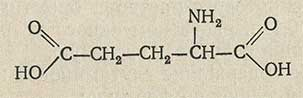 O NH₂ O
C—CH₂—CH₂—CH—C
HO OH